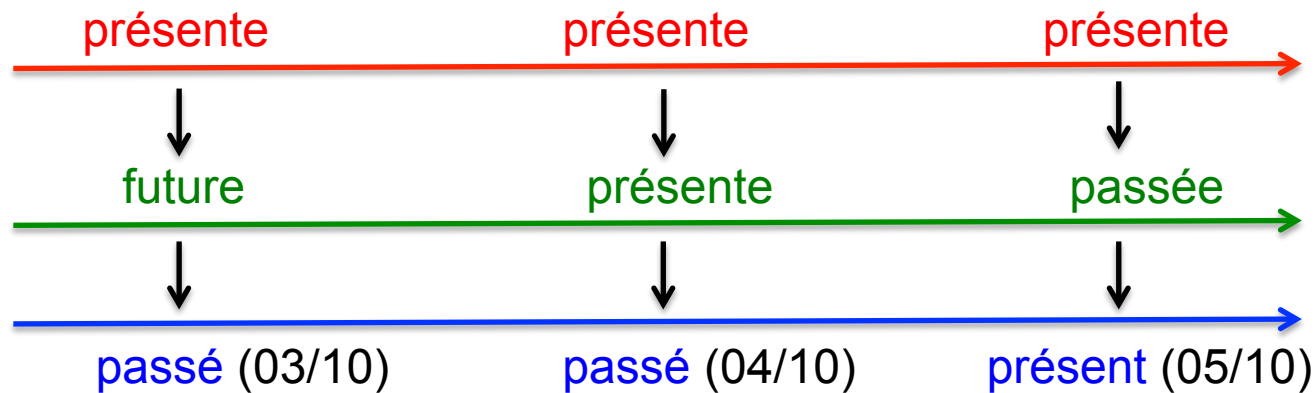 présente présente présente
future présente passée
passé (03/10) passé (04/10) présent (05/10)